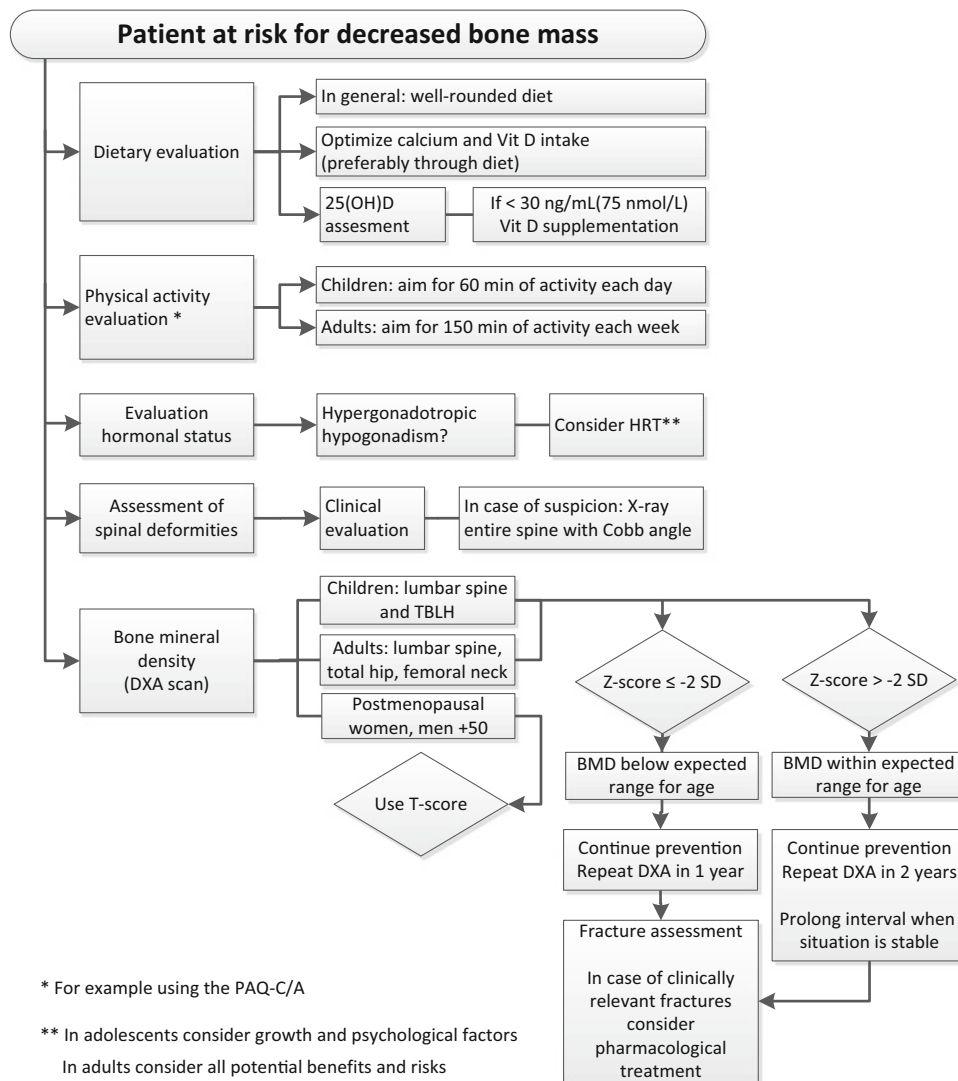 Patient at risk for decreased bone mass
Dietary evaluation
In general: well-rounded diet
Optimize calcium and Vit D intake
(preferably through diet)
25(OH)D
assesment
If < 30 ng/mL(75 nmol/L)
Vit D supplementation
Physical activity
evaluation *
Children: aim for 60 min of activity each day
Adults: aim for 150 min of activity each week
Evaluation
hormonal status
Hypergonadotropic
hypogonadism?
Consider HRT**
Assessment of
spinal deformities
Clinical
evaluation
In case of suspicion: X-ray
entire spine with Cobb angle
Bone mineral
density
(DXA scan)
Children: lumbar spine
and TBLH
Adults: lumbar spine,
total hip, femoral neck
Postmenopausal
women, men +50
Use T-score
Z-score ≤ -2 SD
Z-score > -2 SD
BMD below expected
range for age
BMD within expected
range for age
Continue prevention
Repeat DXA in 1 year
Continue prevention
Repeat DXA in 2 years
Prolong interval when
situation is stable
Fracture assessment
In case of clinically
relevant fractures
consider
pharmacological
treatment
* For example using the PAQ-C/A
** In adolescents consider growth and psychological factors
In adults consider all potential benefits and risks